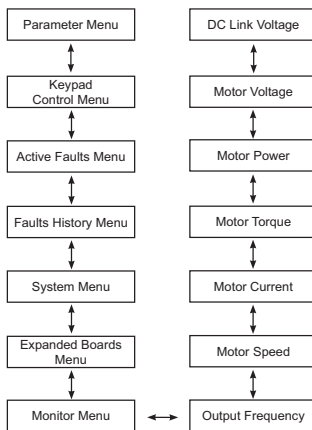 Parameter Menu
Keypad
Control Menu
Active Faults Menu
Faults History Menu
System Menu
Expanded Boards
Menu
Monitor Menu
DC Link Voltage
Motor Voltage
Motor Power
Motor Torque
Motor Current
Motor Speed
Output Frequency